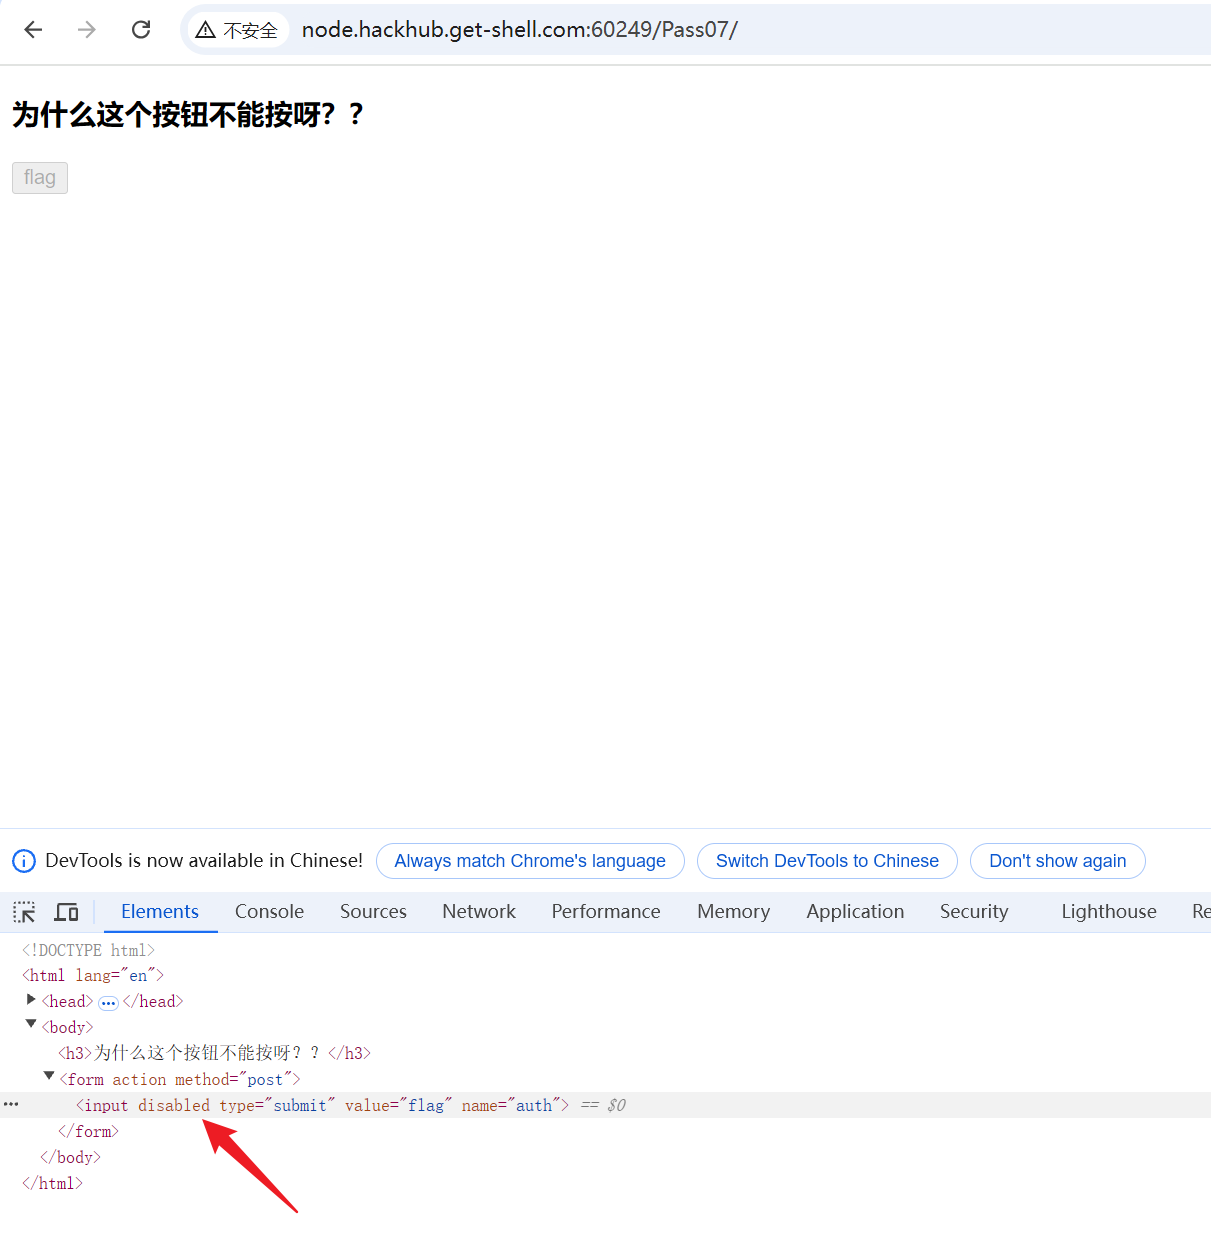 不安全 node.hackhub.get-shell.com:60249/Pass07/
为什么这个按钮不能按呀？？
flag
DevTools is now available in Chinese! Always match Chrome's language Switch DevTools to Chinese Don't show again
Elements Console Sources Network Performance Memory Application Security Lighthouse Re
<!DOCTYPE html>
<html lang="en">
<head> ••• </head>
<body>
<h3>为什么这个按钮不能按呀？？</h3>
<form action method="post">
••• <input disabled type="submit" value="flag" name="auth"> == $0
</form>
</body>
</html>